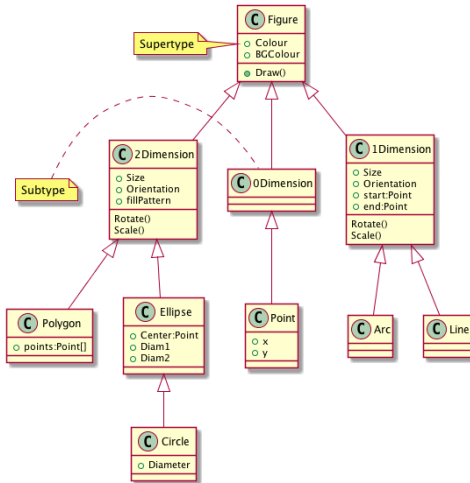 C Figure
Supertype
Colour
BGColour
Draw()
C 2Dimension
Size
Orientation
fillPattern
Rotate()
Scale()
Subtype
C 0Dimension
C 1Dimension
Size
Orientation
start:Point
end:Point
Rotate()
Scale()
C Polygon
points:Point[]
C Ellipse
Center:Point
Diam1
Diam2
C Point
x
y
C Arc
C Line
C Circle
Diameter